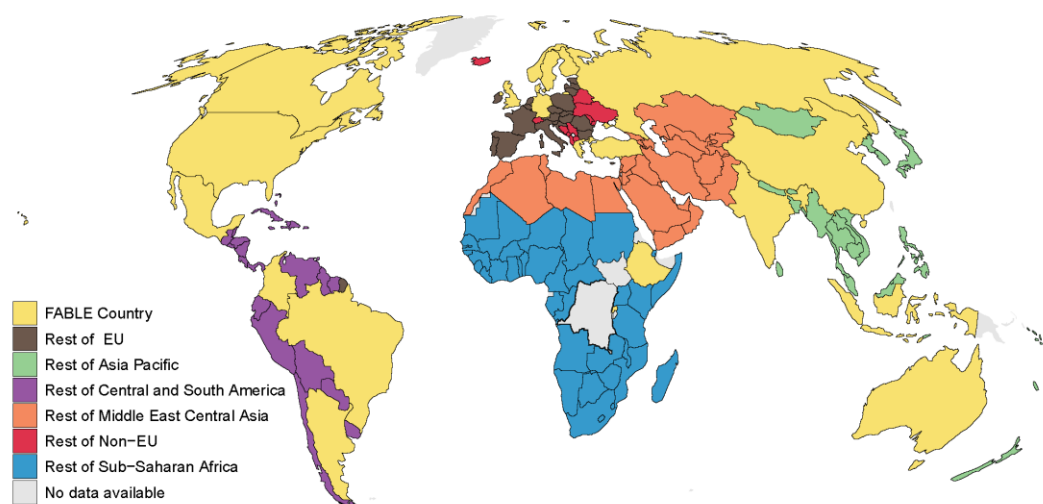 FABLE Country
Rest of EU
Rest of Asia Pacific
Rest of Central and South America
Rest of Middle East Central Asia
Rest of Non−EU
Rest of Sub−Saharan Africa
No data available